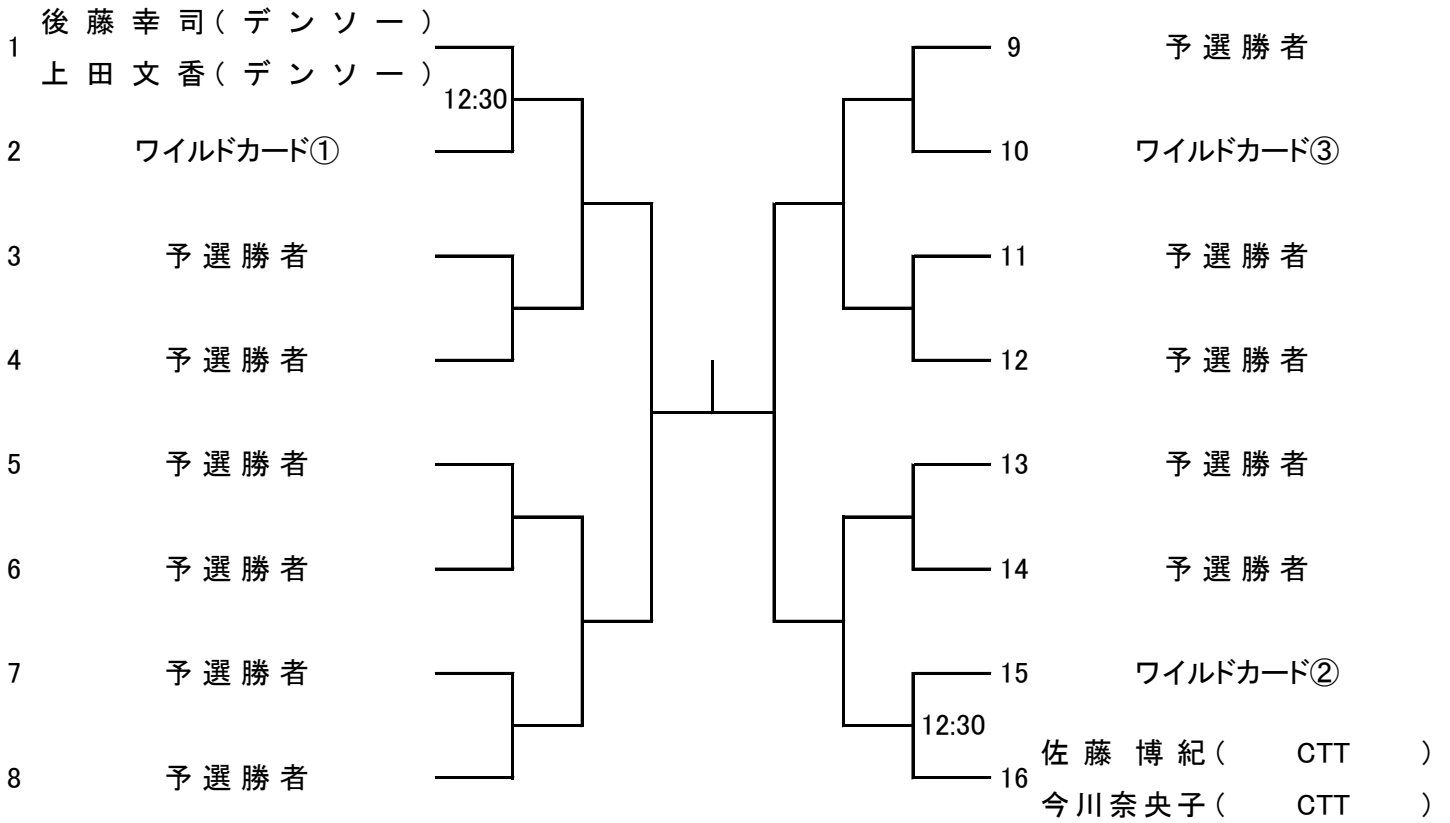 後藤幸司(デンソー)
1
上田文香(デンソー)
12:30
2 ワイルドカード①
3 予選勝者
4 予選勝者
5 予選勝者
6 予選勝者
7 予選勝者
8 予選勝者
9 予選勝者
10 ワイルドカード③
11 予選勝者
12 予選勝者
13 予選勝者
14 予選勝者
15 ワイルドカード②
12:30
佐藤博紀(CTT)
16
今川奈央子(CTT)